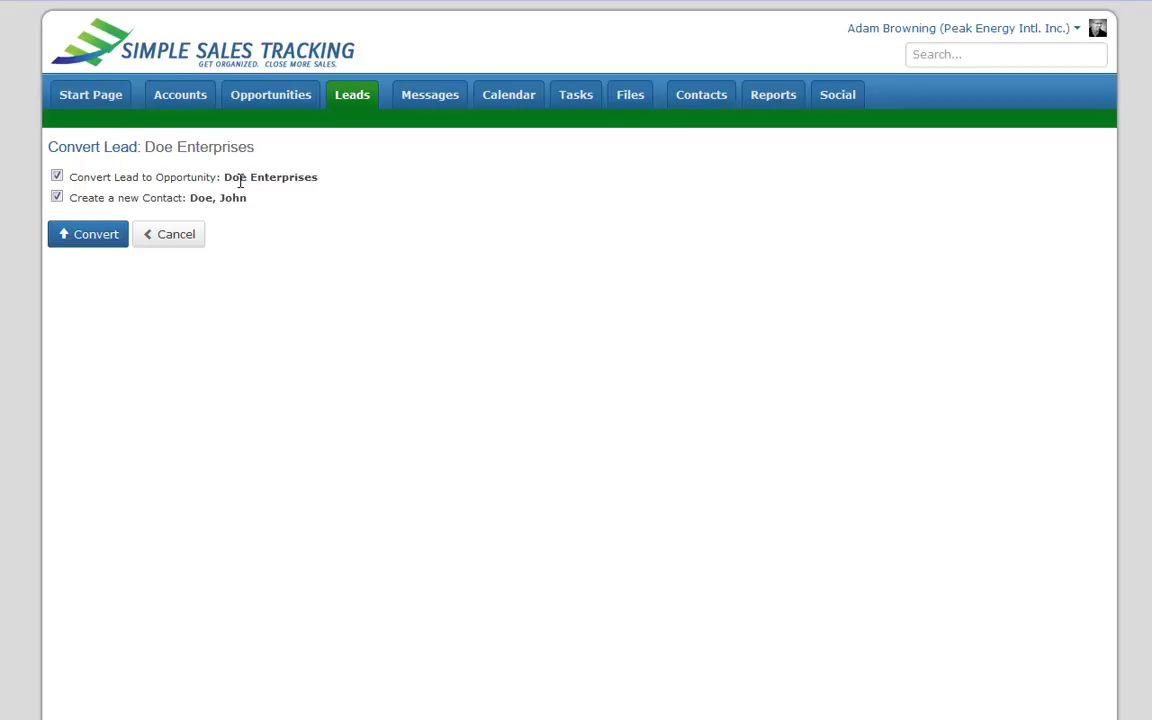 Adam Browning (Peak Energy Intl. Inc.)
SIMPLE SALES TRACKING
GET ORGANIZED. CLOSE MORE SALES.
Search...
Start Page Accounts Opportunities Leads Messages Calendar Tasks Files Contacts Reports Social
Convert Lead: Doe Enterprises
Convert Lead to Opportunity: Doe Enterprises
Create a new Contact: Doe, John
Convert Cancel